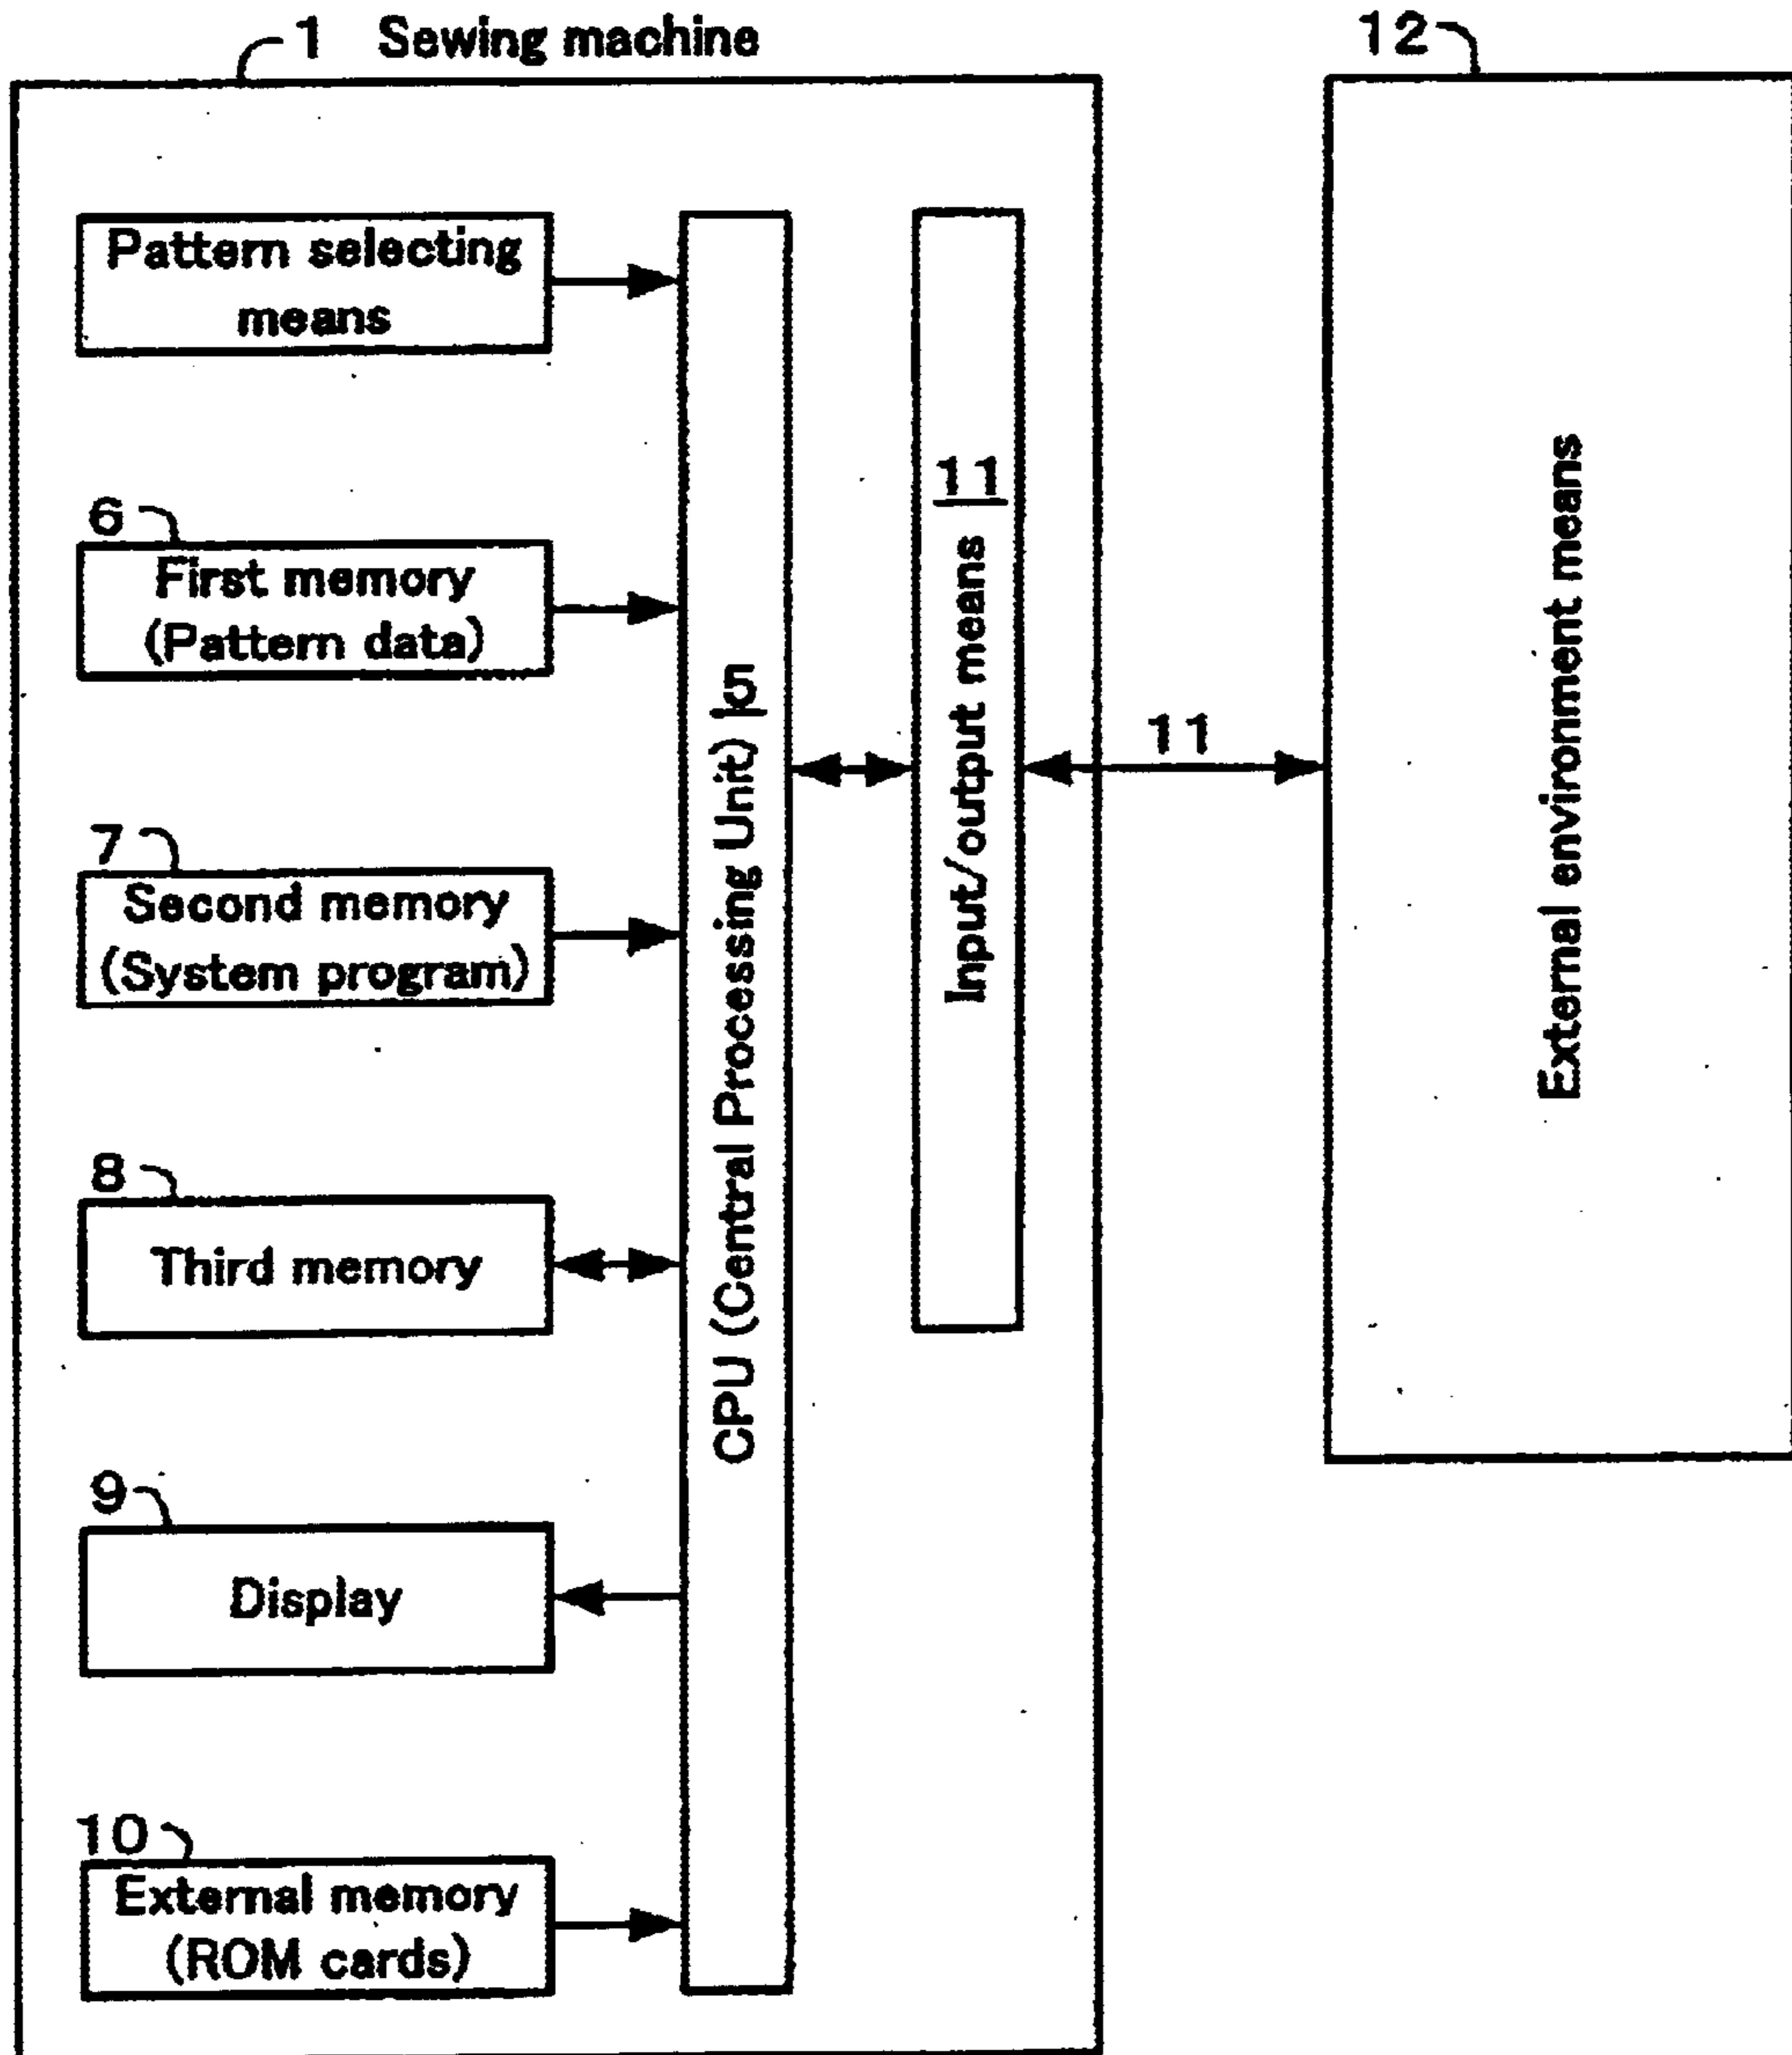 1 Sewing machine
12
Pattern selecting
means
6
First memory
(Pattern data)
7
Second memory
(System program)
8
Third memory
9
Display
10
External memory
(ROM cards)
CPU (Central Processing Unit) 5
Input/output means 11
11
External environment means